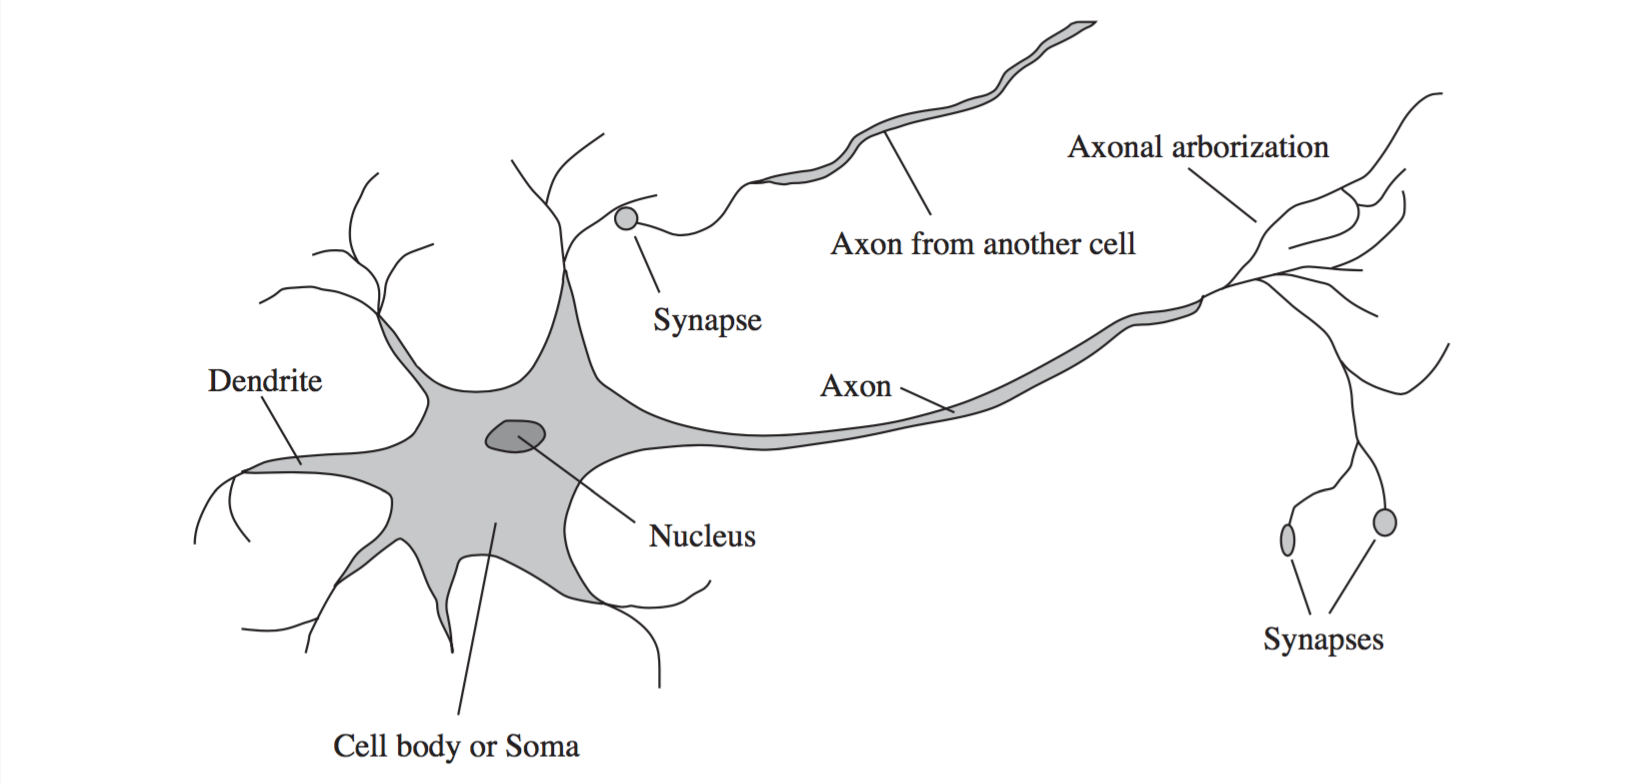 Axonal arborization
Axon from another cell
Synapse
Dendrite
Axon
Nucleus
Synapses
Cell body or Soma